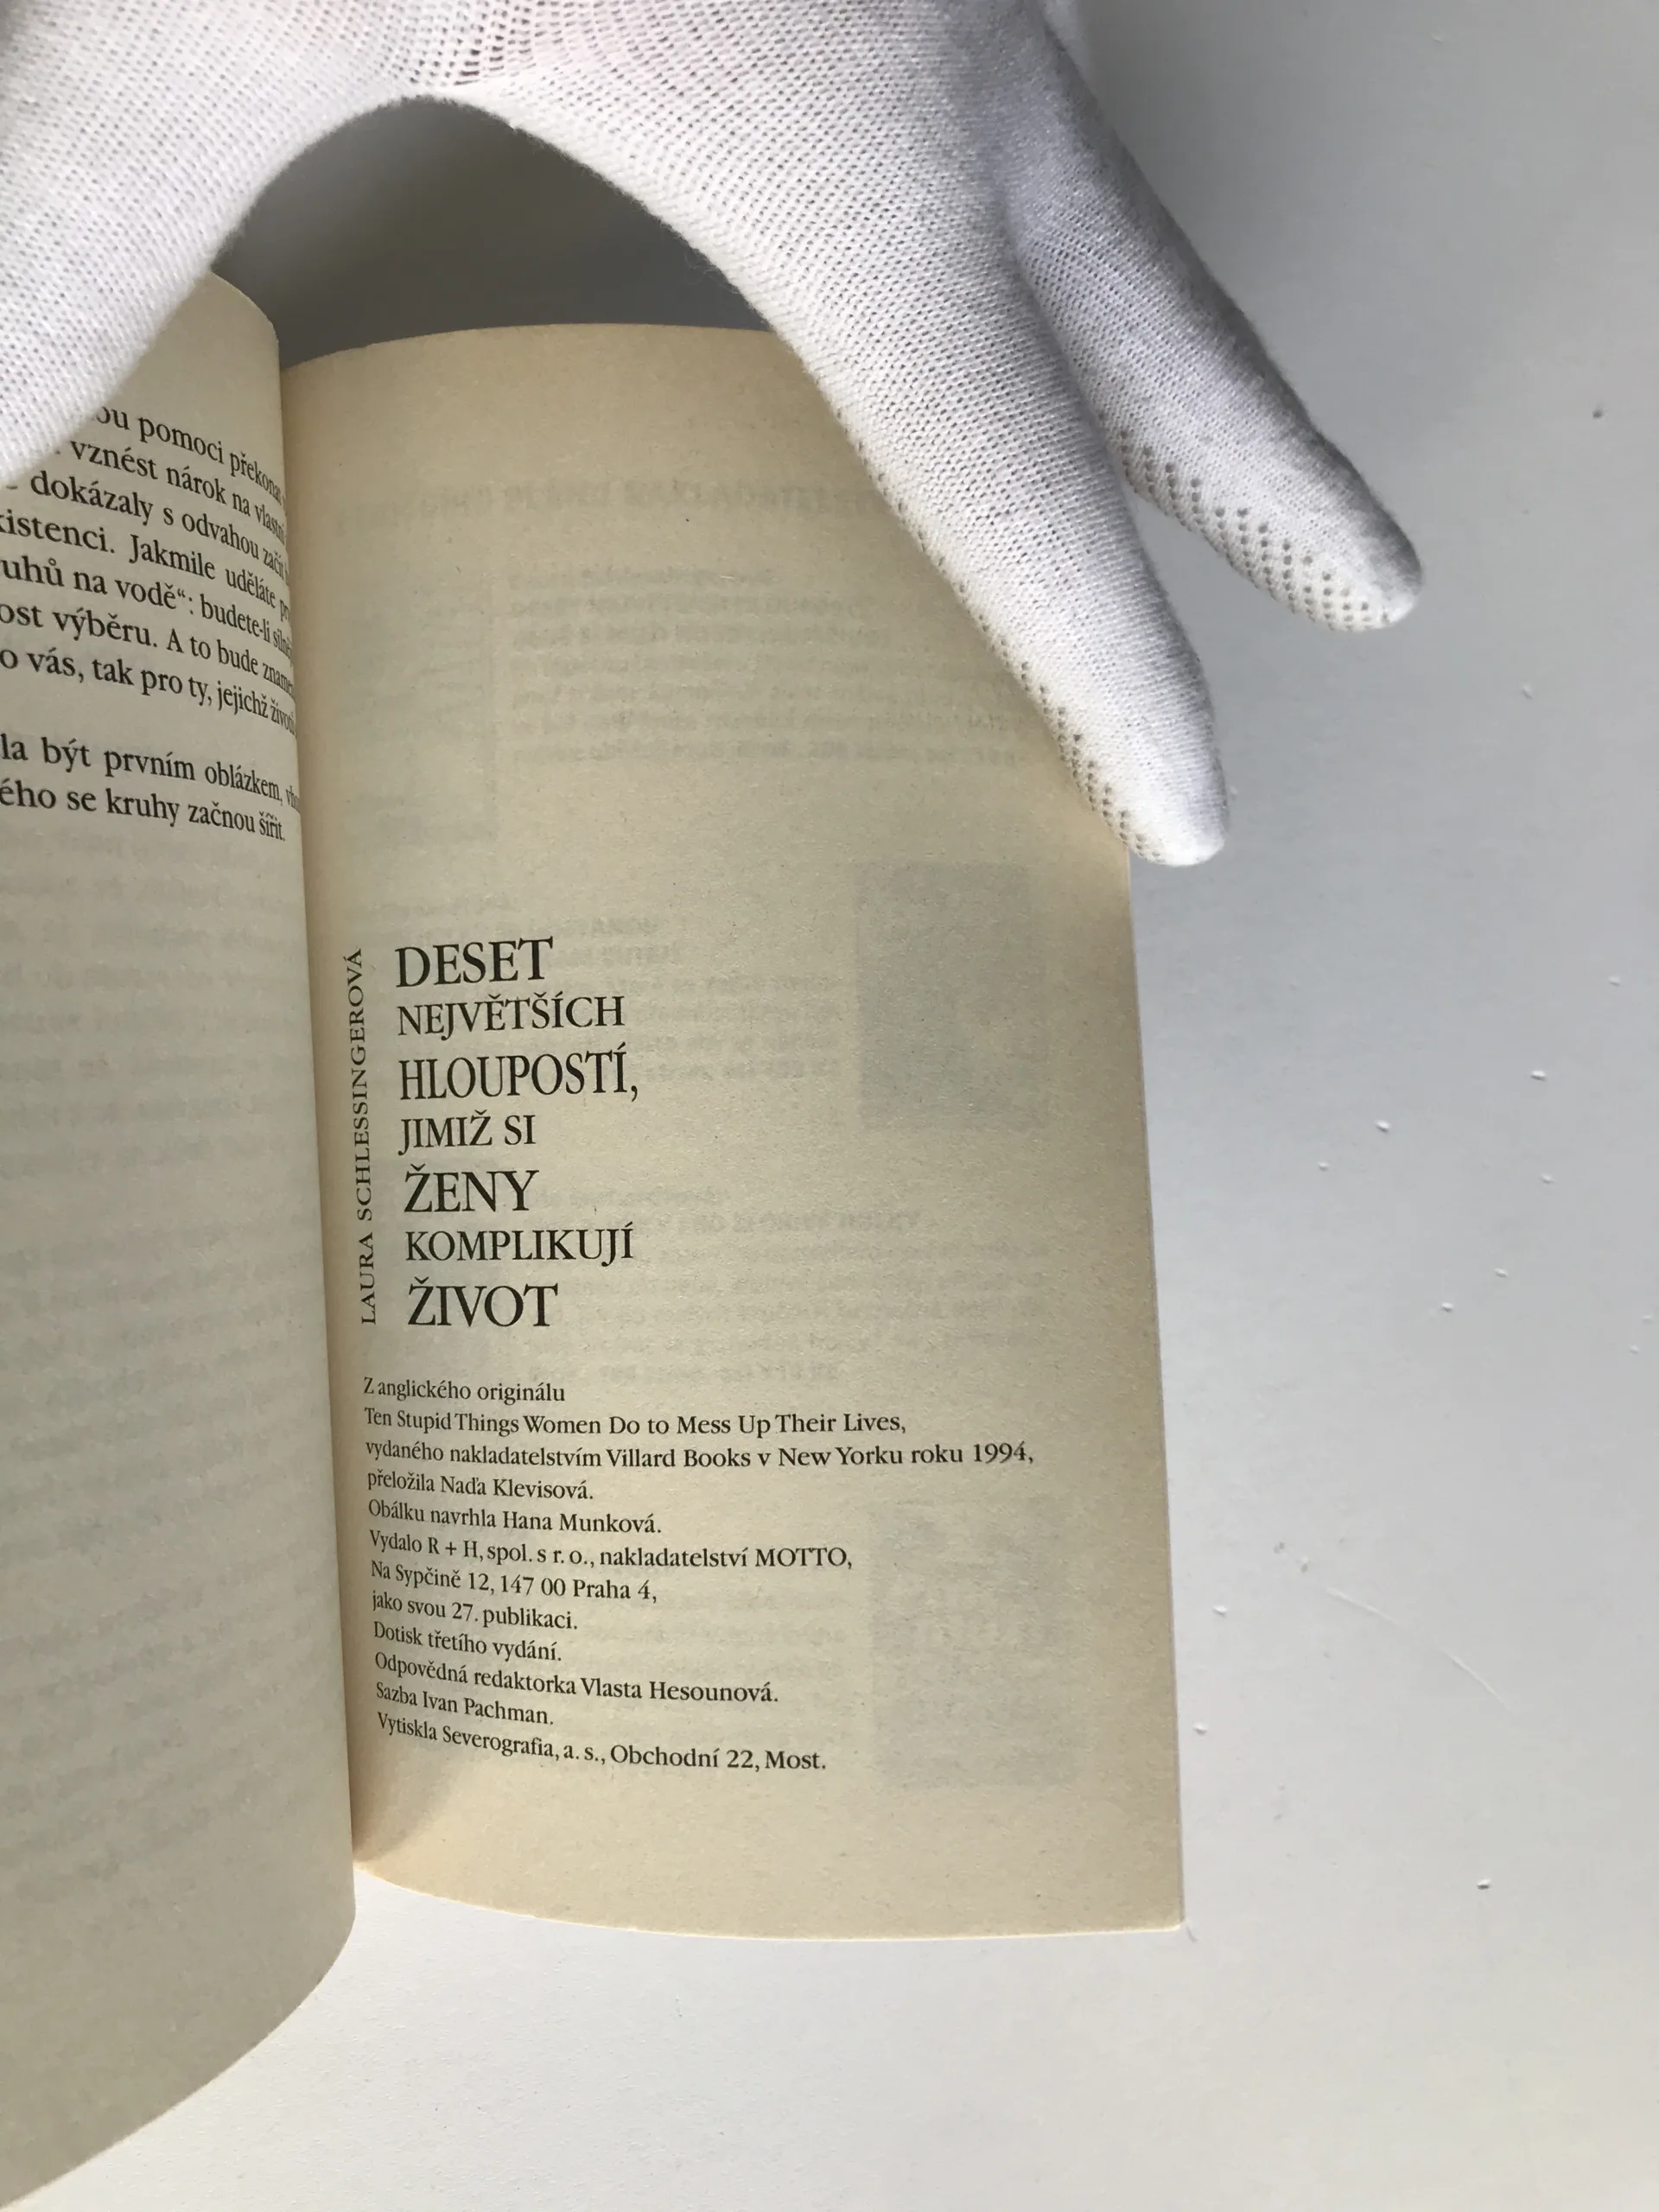 ou pomoci překona
vznést nárok na vlastní
dokázaly s odvahou začít
istenci. Jakmile uděláte
uhů na vodě“: budete-li
ost výběru. A to bude
o vás, tak pro ty, jejichž
la být prvním oblázkem,
ého se kruhy začnou šířit.
LAURA SCHLESSINGEROVÁ
DESET
NEJVĚTŠÍCH
HLOUPOSTÍ,
JIMIŽ SI
ŽENY
KOMPLIKUJÍ
ŽIVOT
Z anglického originálu
Ten Stupid Things Women Do to Mess Up Their Lives,
vydaného nakladatelstvím Villard Books v New Yorku roku 1994,
přeložila Naďa Klevisová.
Obálku navrhla Hana Munková.
Vydalo R + H, spol. s r. o., nakladatelství MOTTO,
Na Sypčině 12, 147 00 Praha 4,
jako svou 27. publikaci.
Dotisk třetího vydání.
Odpovědná redaktorka Vlasta Hesounová.
Sazba Ivan Pachman.
Vytiskla Severografia, a. s., Obchodní 22, Most.